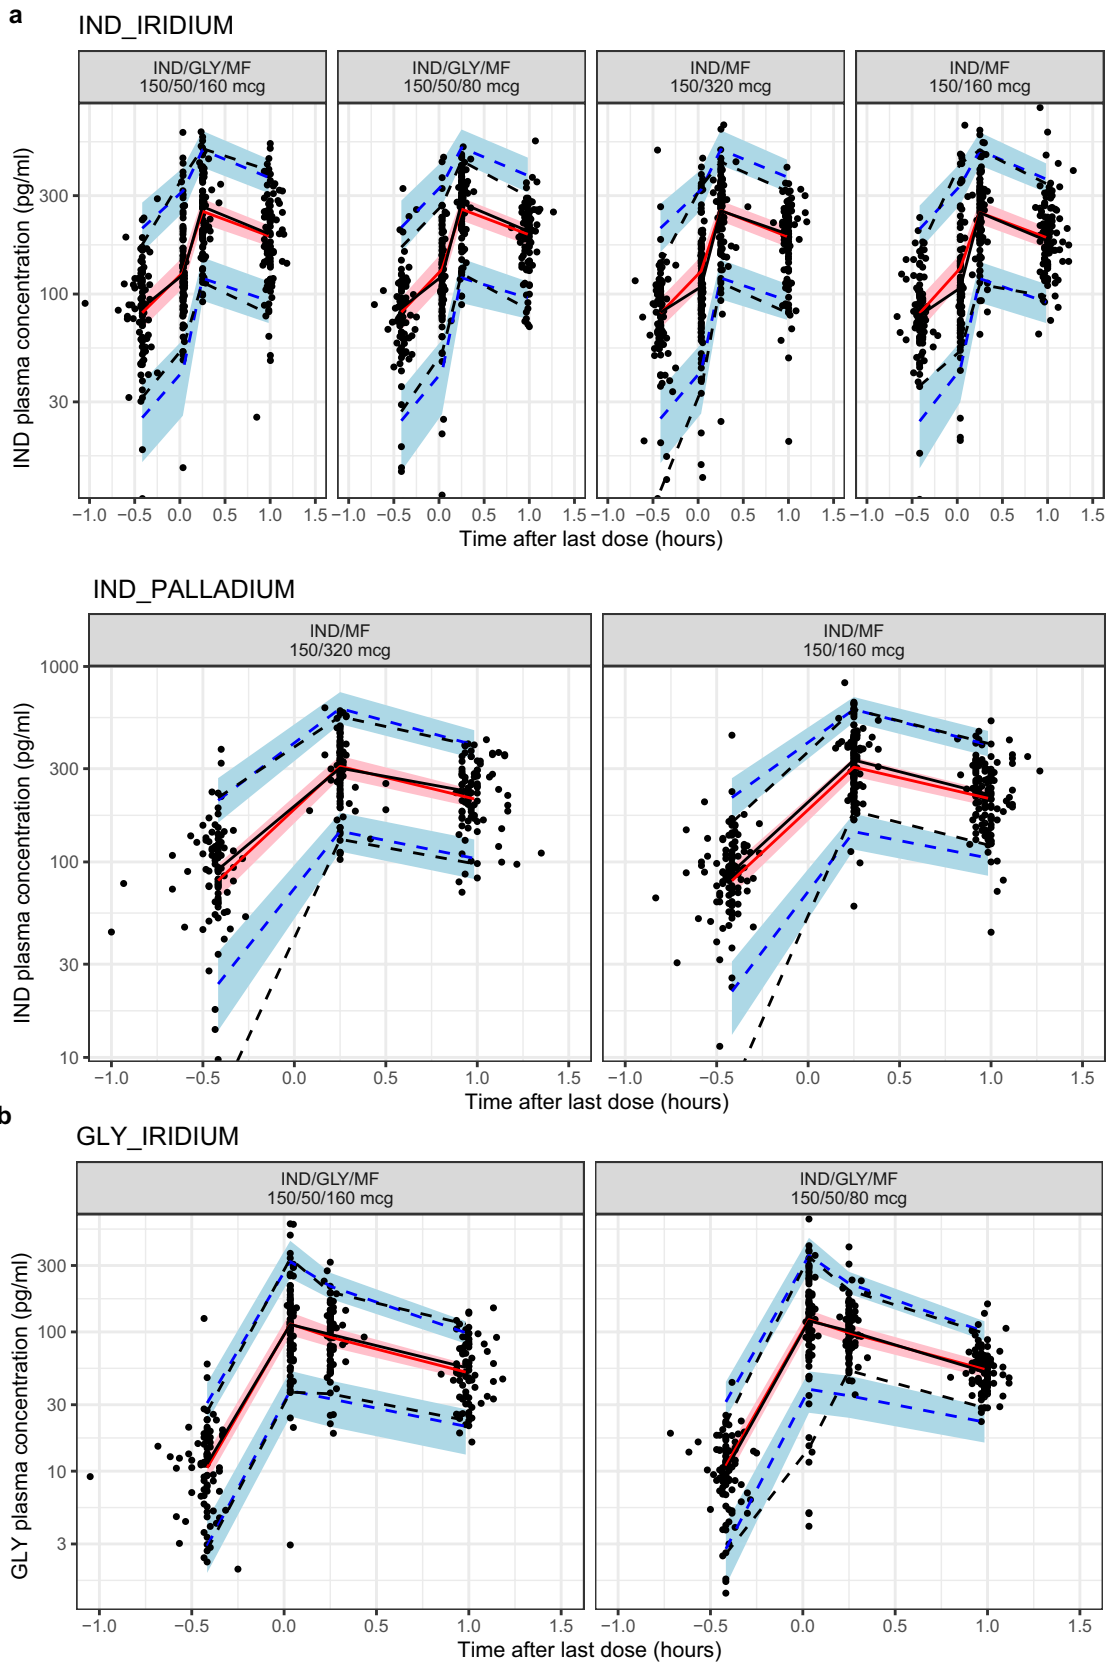 a
IND_IRIDIUM
IND/GLY/MF
150/50/160 mcg
IND/GLY/MF
150/50/80 mcg
IND/MF
150/320 mcg
IND/MF
150/160 mcg
IND plasma concentration (pg/ml)
300
100
30
−1.0 −0.5 0.0 0.5 1.0 1.5
−1.0 −0.5 0.0 0.5 1.0 1.5
−1.0 −0.5 0.0 0.5 1.0 1.5
−1.0 −0.5 0.0 0.5 1.0 1.5
Time after last dose (hours)
IND_PALLADIUM
IND/MF
150/320 mcg
IND/MF
150/160 mcg
IND plasma concentration (pg/ml)
1000
300
100
30
10
−1.0 −0.5 0.0 0.5 1.0 1.5
−1.0 −0.5 0.0 0.5 1.0 1.5
Time after last dose (hours)
b
GLY_IRIDIUM
IND/GLY/MF
150/50/160 mcg
IND/GLY/MF
150/50/80 mcg
GLY plasma concentration (pg/ml)
300
100
30
10
3
−1.0 −0.5 0.0 0.5 1.0 1.5
−1.0 −0.5 0.0 0.5 1.0 1.5
Time after last dose (hours)